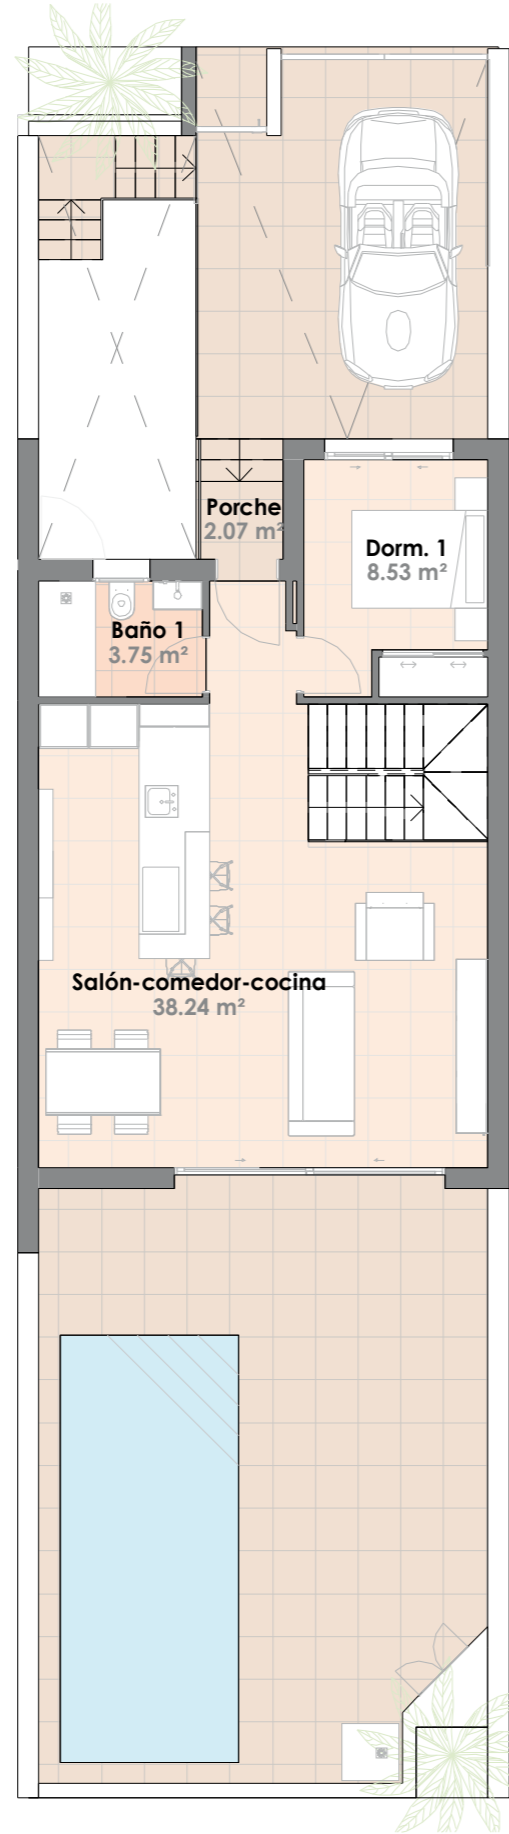 Porche
2.07 m²
Dorm. 1
8.53 m²
Baño 1
3.75 m²
Salón-comedor-cocina
38.24 m²